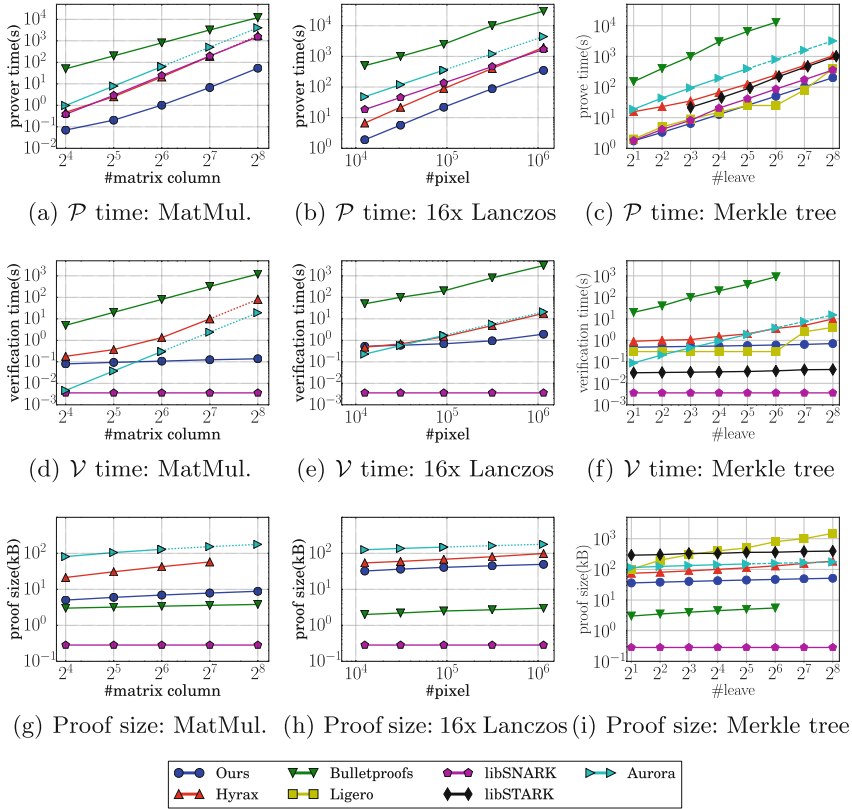 prover time(s)
10^4
10^3
10^2
10^1
10^0
10^-1
10^-2
2^4 2^5 2^6 2^7 2^8
#matrix column
(a) 𝒫 time: MatMul.
prover time(s)
10^4
10^3
10^2
10^1
10^0
10^4 10^5 10^6
#pixel
(b) 𝒫 time: 16x Lanczos
prove time(s)
10^4
10^3
10^2
10^1
10^0
2^1 2^2 2^3 2^4 2^5 2^6 2^7 2^8
#leave
(c) 𝒫 time: Merkle tree
verification time(s)
10^3
10^2
10^1
10^0
10^-1
10^-2
10^-3
2^4 2^5 2^6 2^7 2^8
#matrix column
(d) 𝒱 time: MatMul.
verification time(s)
10^3
10^2
10^1
10^0
10^-1
10^-2
10^-3
10^4 10^5 10^6
#pixel
(e) 𝒱 time: 16x Lanczos
verification time(s)
10^3
10^2
10^1
10^0
10^-1
10^-2
10^-3
2^1 2^2 2^3 2^4 2^5 2^6 2^7 2^8
#leave
(f) 𝒱 time: Merkle tree
proof size(kB)
10^2
10^1
10^0
10^-1
2^4 2^5 2^6 2^7 2^8
#matrix column
(g) Proof size: MatMul.
proof size(kB)
10^2
10^1
10^0
10^-1
10^4 10^5 10^6
#pixel
(h) Proof size: 16x Lanczos
proof size(kB)
10^3
10^2
10^1
10^0
10^-1
2^1 2^2 2^3 2^4 2^5 2^6 2^7 2^8
#leave
(i) Proof size: Merkle tree
Ours Bulletproofs libSNARK Aurora
Hyrax Ligero libSTARK